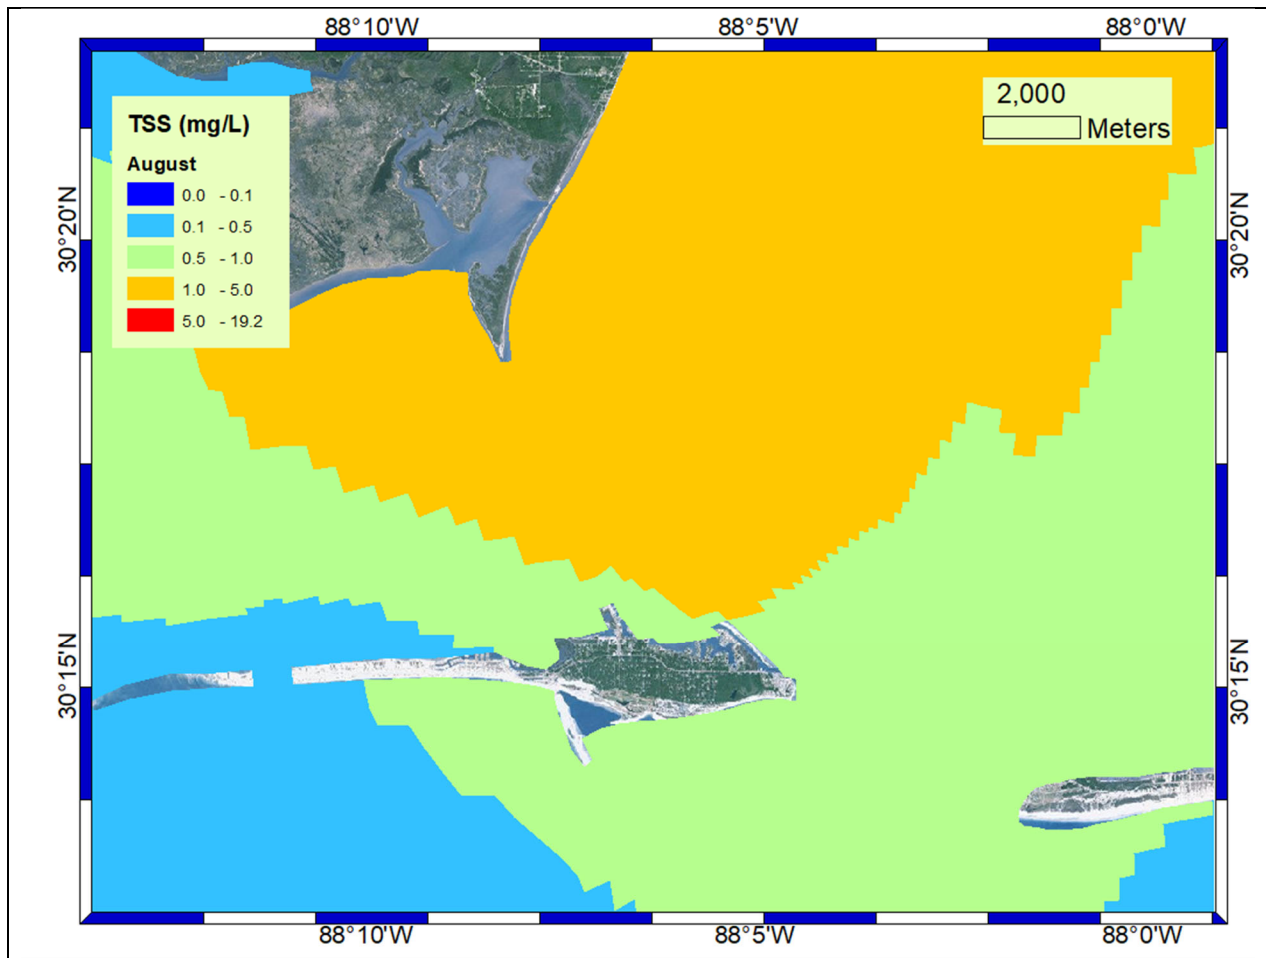 88°10'W 88°5'W 88°0'W
2,000
Meters
TSS (mg/L)
August
0.0 - 0.1
0.1 - 0.5
0.5 - 1.0
1.0 - 5.0
5.0 - 19.2
30°20'N
30°20'N
30°15'N
30°15'N
88°10'W 88°5'W 88°0'W